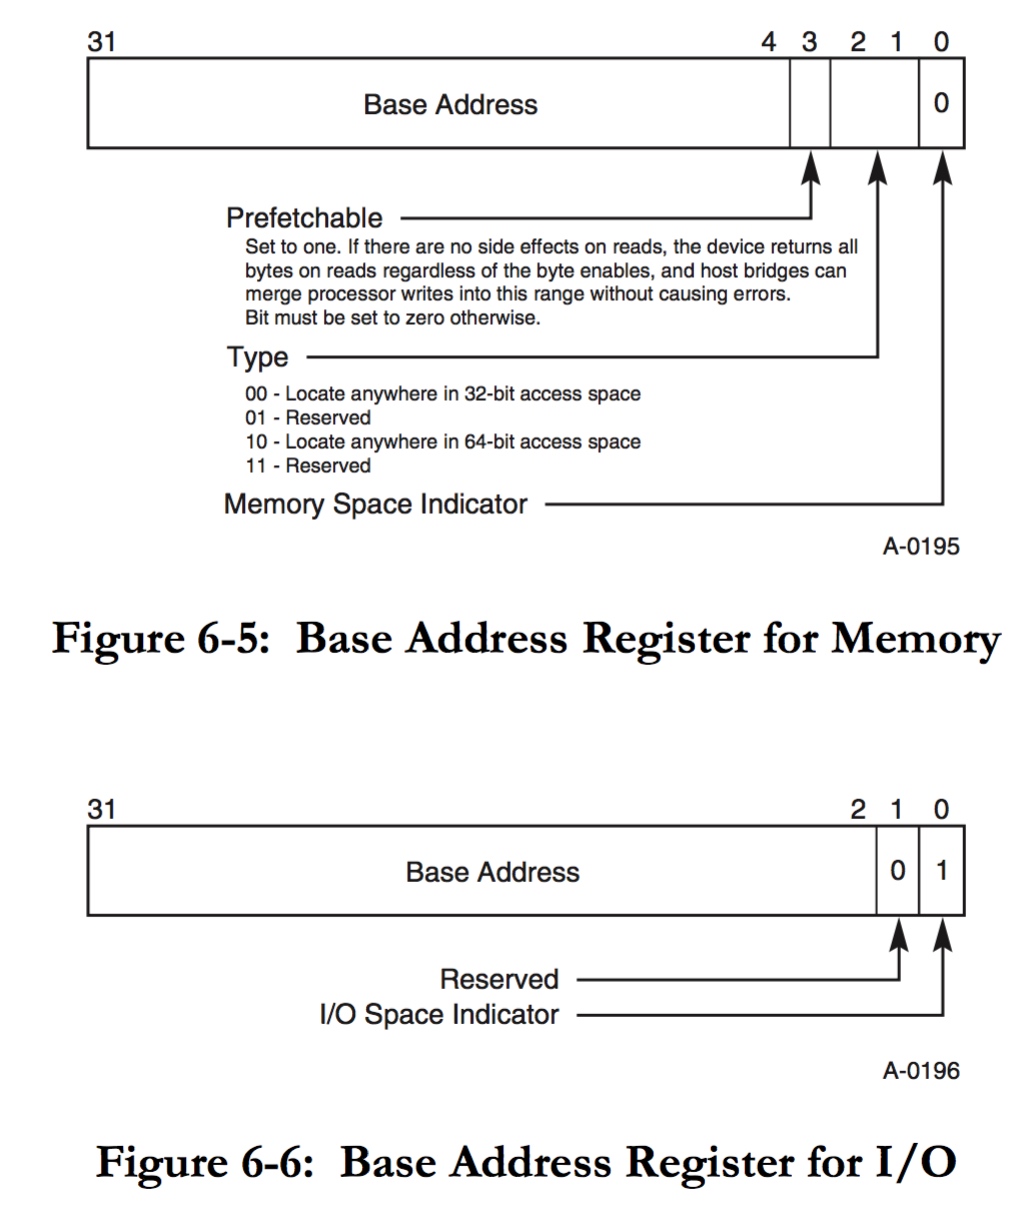 31 4 3 2 1 0
Base Address 0
Prefetchable
Set to one. If there are no side effects on reads, the device returns all
bytes on reads regardless of the byte enables, and host bridges can
merge processor writes into this range without causing errors.
Bit must be set to zero otherwise.
Type
00 - Locate anywhere in 32-bit access space
01 - Reserved
10 - Locate anywhere in 64-bit access space
11 - Reserved
Memory Space Indicator
A-0195
Figure 6-5: Base Address Register for Memory
31 2 1 0
Base Address 0 1
Reserved
I/O Space Indicator
A-0196
Figure 6-6: Base Address Register for I/O